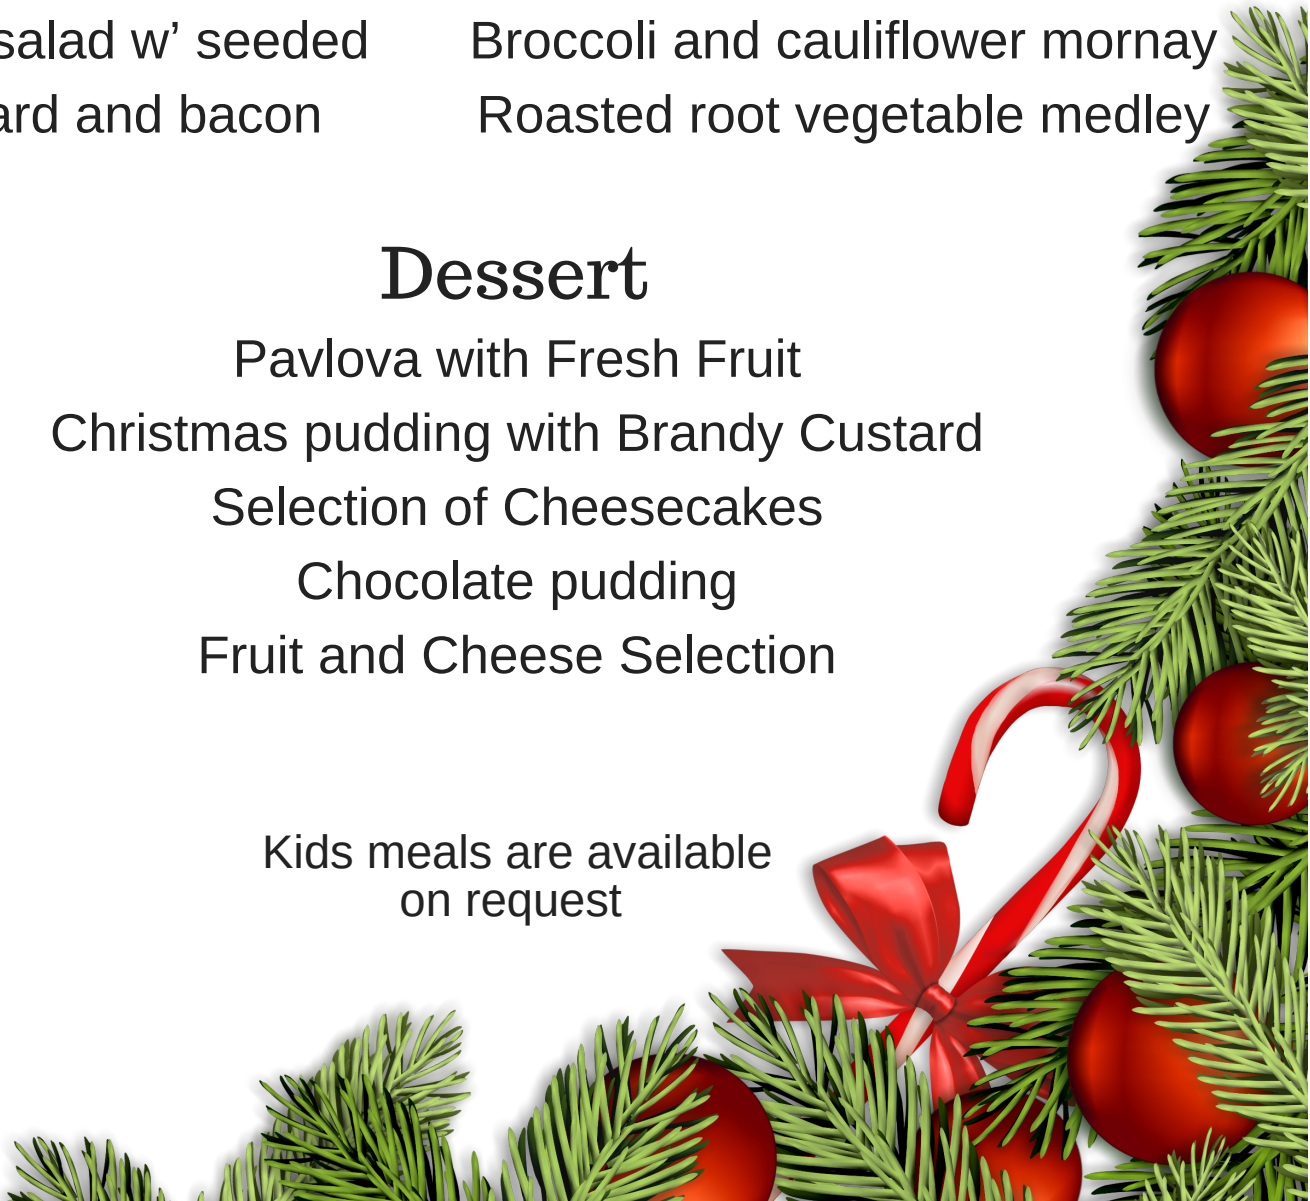 salad w’ seeded
and bacon
Broccoli and cauliflower mornay
Roasted root vegetable medley
Dessert
Pavlova with Fresh Fruit
Christmas pudding with Brandy Custard
Selection of Cheesecakes
Chocolate pudding
Fruit and Cheese Selection
Kids meals are available
on request